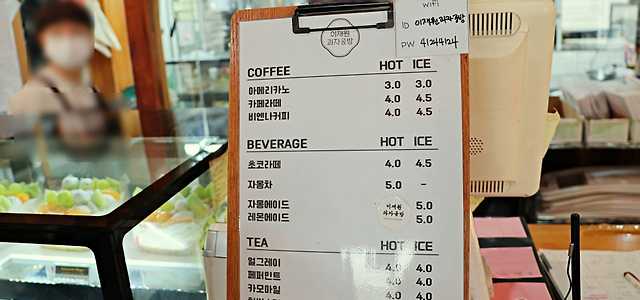 wifi
ID 이재원과자공방
PW 41244124
이재원
과자공방
COFFEE HOT ICE
아메리카노 3.0 3.0
카페라떼 4.0 4.5
비엔나커피 4.0 4.5
BEVERAGE HOT ICE
초코라떼 4.0 4.5
자몽차 5.0 –
자몽에이드 5.0
레몬에이드 5.0
이재원
과자공방
TEA HOT ICE
얼그레이 4.0 4.0
페퍼민트 4.0 4.0
카모마일 4.0 4.0